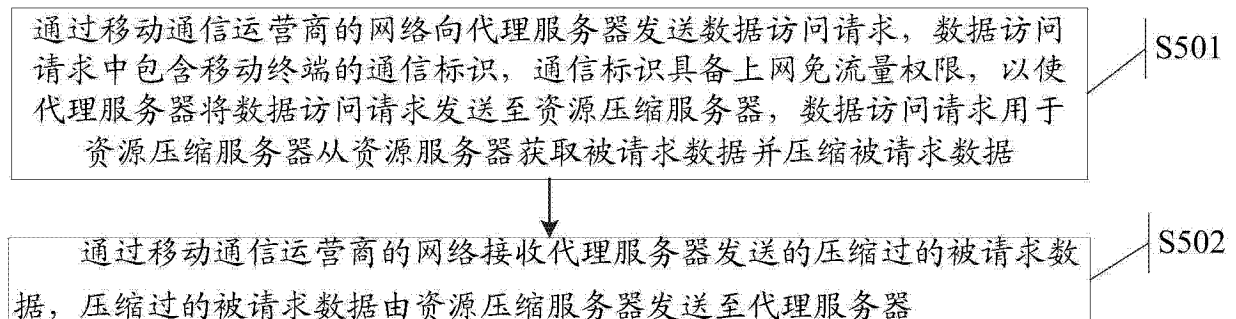 通过移动通信运营商的网络向代理服务器发送数据访问
请求，数据访问请求中包含移动终端的通信标识，通信标识具备上网免流量权限，以使
代理服务器将数据访问请求发送至资源压缩服务器，数据访问请求用于
资源压缩服务器从资源服务器获取被请求数据并压缩被请求数据
S501
通过移动通信运营商的网络接收代理服务器发送的压缩过的被请求数
据，压缩过的被请求数据由资源压缩服务器发送至代理服务器
S502